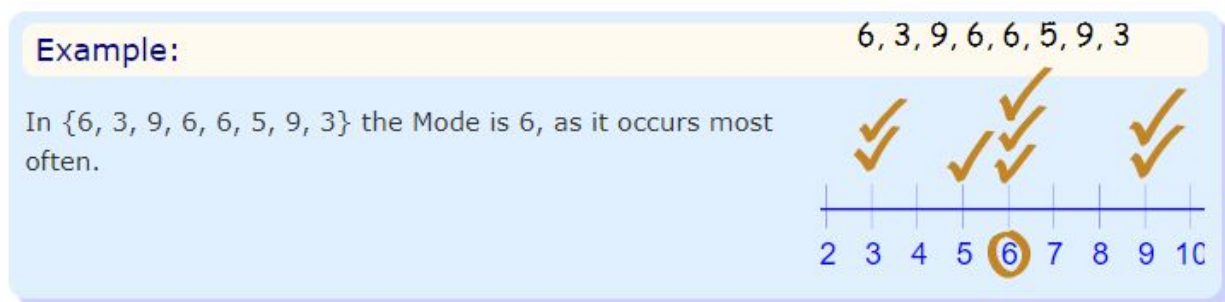 Example:
6, 3, 9, 6, 6, 5, 9, 3
In {6, 3, 9, 6, 6, 5, 9, 3} the Mode is 6, as it occurs most
often.
2 3 4 5 6 7 8 9 10